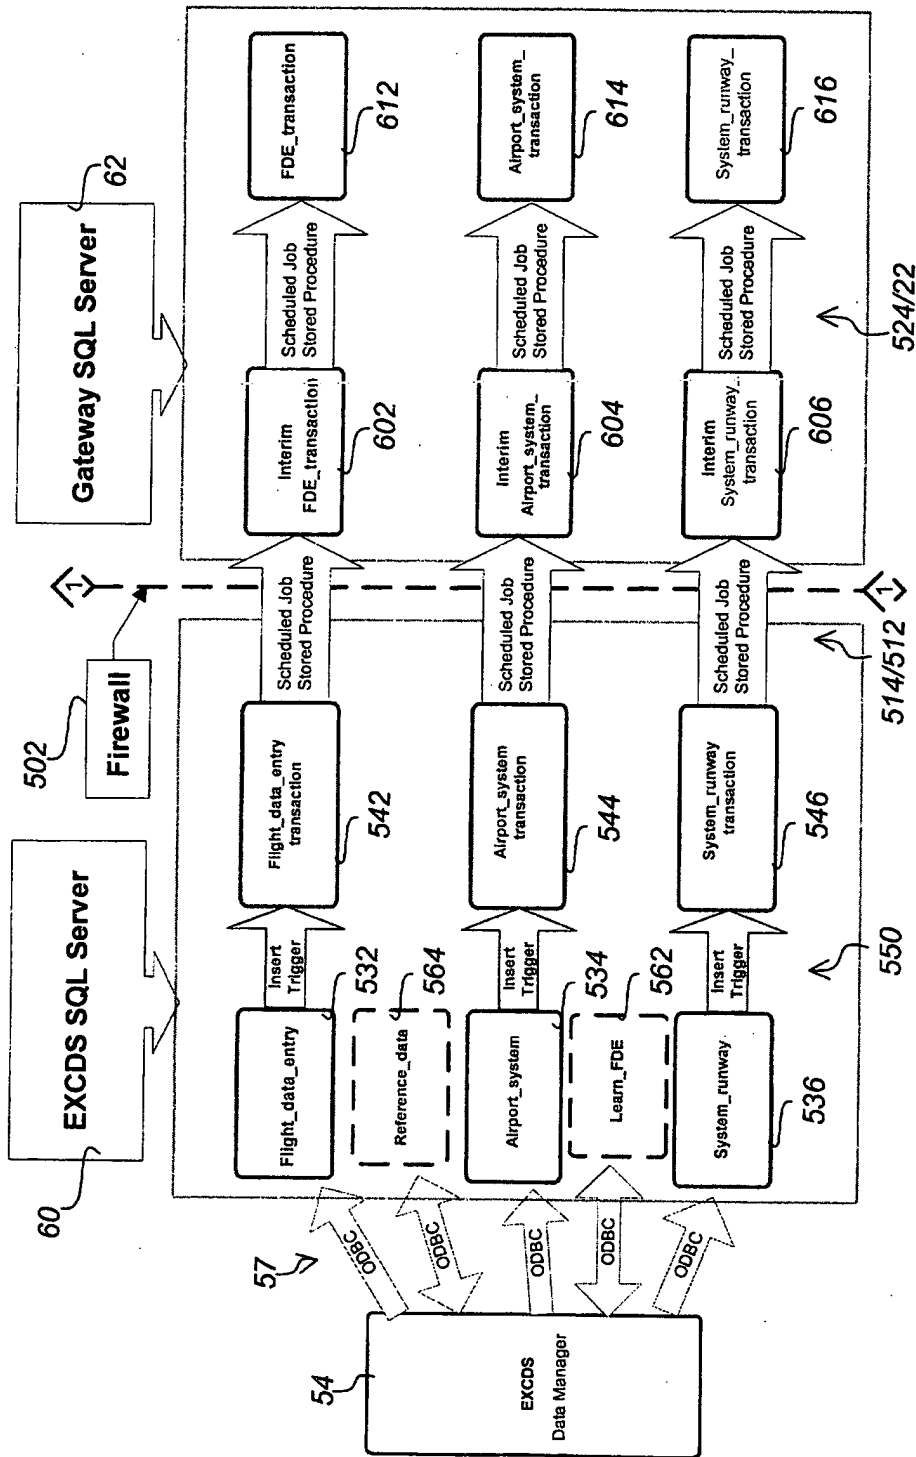 EXCDS SQL Server
60
502
Firewall
1
Gateway SQL Server
62
54
EXCDS
Data Manager
57
ODBC
ODBC
ODBC
ODBC
ODBC
Flight_data_entry
532
Insert
Trigger
Flight_data_entry
transaction
542
Scheduled Job
Stored Procedure
Interim
FDE_transaction
602
Scheduled Job
Stored Procedure
FDE_transaction
612
Reference_data
564
Airport_system
534
Insert
Trigger
Airport_system
transaction
544
Scheduled Job
Stored Procedure
Interim
Airport_system_
transaction
604
Scheduled Job
Stored Procedure
Airport_system_
transaction
614
Learn_FDE
562
System_runway
536
Insert
Trigger
System_runway
transaction
546
Scheduled Job
Stored Procedure
Interim
System_runway_
transaction
606
Scheduled Job
Stored Procedure
System_runway_
transaction
616
550
514/512
1
524/22